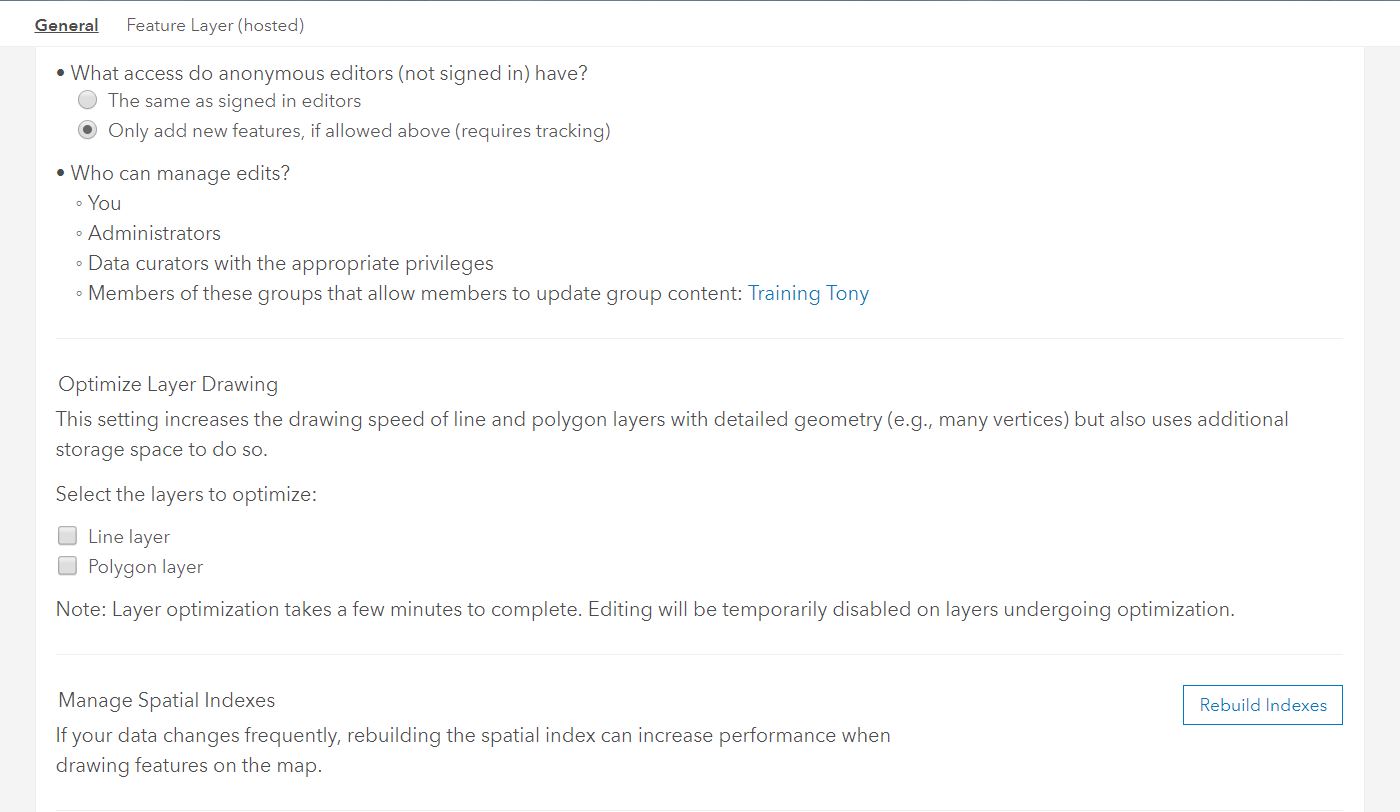 General Feature Layer (hosted)
• What access do anonymous editors (not signed in) have?
The same as signed in editors
Only add new features, if allowed above (requires tracking)
• Who can manage edits?
◦ You
◦ Administrators
◦ Data curators with the appropriate privileges
◦ Members of these groups that allow members to update group content: Training Tony
Optimize Layer Drawing
This setting increases the drawing speed of line and polygon layers with detailed geometry (e.g., many vertices) but also uses additional
storage space to do so.
Select the layers to optimize:
Line layer
Polygon layer
Note: Layer optimization takes a few minutes to complete. Editing will be temporarily disabled on layers undergoing optimization.
Manage Spatial Indexes
Rebuild Indexes
If your data changes frequently, rebuilding the spatial index can increase performance when
drawing features on the map.